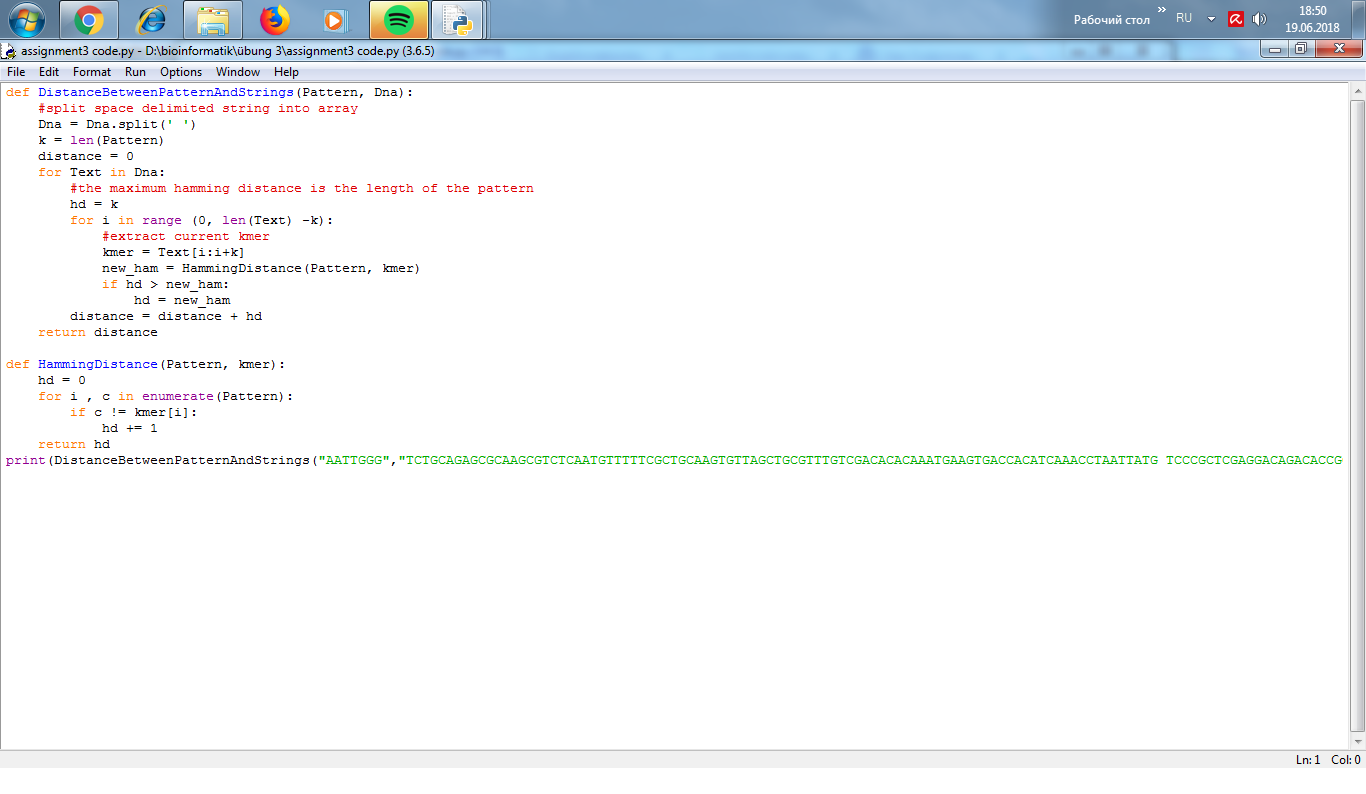 18:50
Рабочий стол » RU
19.06.2018
assignment3 code.py - D:\bioinformatik\übung 3\assignment3 code.py (3.6.5)
File Edit Format Run Options Window Help
def DistanceBetweenPatternAndStrings(Pattern, Dna):
    #split space delimited string into array
    Dna = Dna.split(' ')
    k = len(Pattern)
    distance = 0
    for Text in Dna:
        #the maximum hamming distance is the length of the pattern
        hd = k
        for i in range (0, len(Text) -k):
            #extract current kmer
            kmer = Text[i:i+k]
            new_ham = HammingDistance(Pattern, kmer)
            if hd > new_ham:
                hd = new_ham
        distance = distance + hd
    return distance
def HammingDistance(Pattern, kmer):
    hd = 0
    for i , c in enumerate(Pattern):
        if c != kmer[i]:
            hd += 1
    return hd
print(DistanceBetweenPatternAndStrings("AATTGGG","TCTGCAGAGCGCAAGCGTCTCAATGTTTTTCGCTGCAAGTGTTAGCTGCGTTTGTCGACACACAAATGAAGTGACCACATCAAACCTAATTATG TCCCGCTCGAGGACAGACACCG
Ln: 1 Col: 0